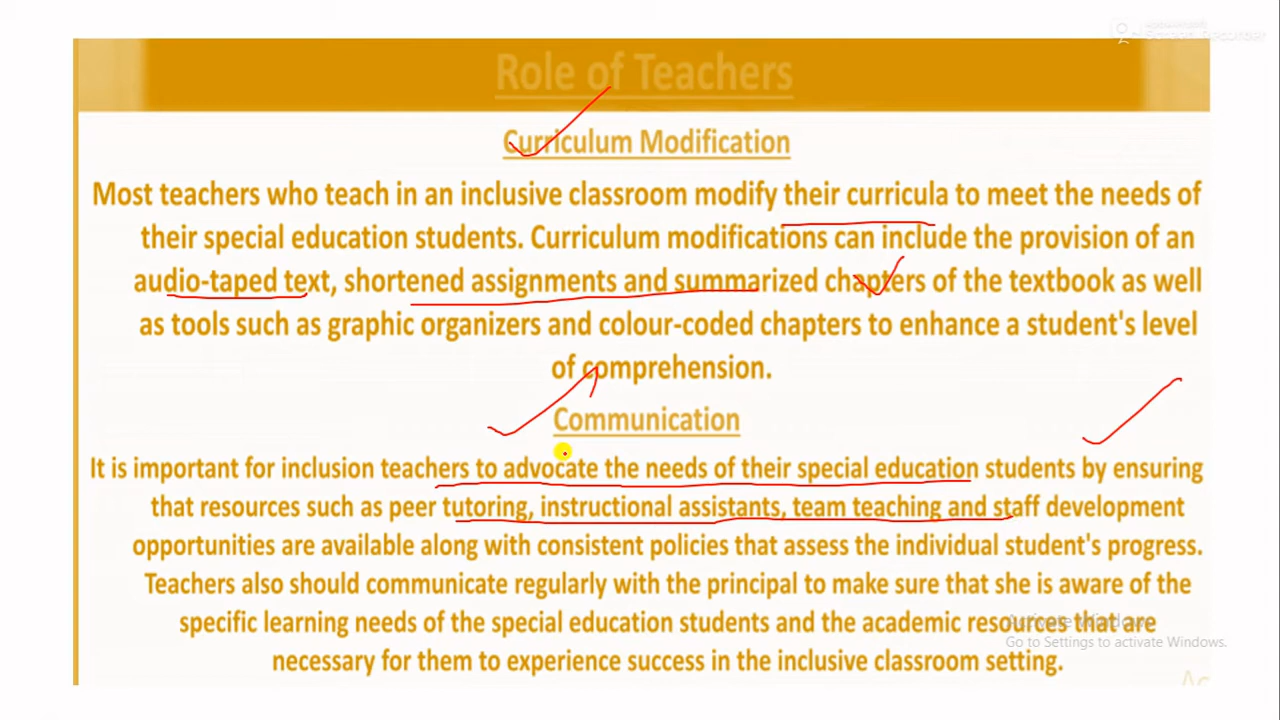 Screen Recorder
Role of Teachers
Curriculum Modification
Most teachers who teach in an inclusive classroom modify their curricula to meet the needs of
their special education students. Curriculum modifications can include the provision of an
audio-taped text, shortened assignments and summarized chapters of the textbook as well
as tools such as graphic organizers and colour-coded chapters to enhance a student's level
of comprehension.
Communication
It is important for inclusion teachers to advocate the needs of their special education students by ensuring
that resources such as peer tutoring, instructional assistants, team teaching and staff development
opportunities are available along with consistent policies that assess the individual student's progress.
Teachers also should communicate regularly with the principal to make sure that she is aware of the
specific learning needs of the special education students and the academic resources that are
necessary for them to experience success in the inclusive classroom setting.
Activate Windows
Go to Settings to activate Windows.
Ac